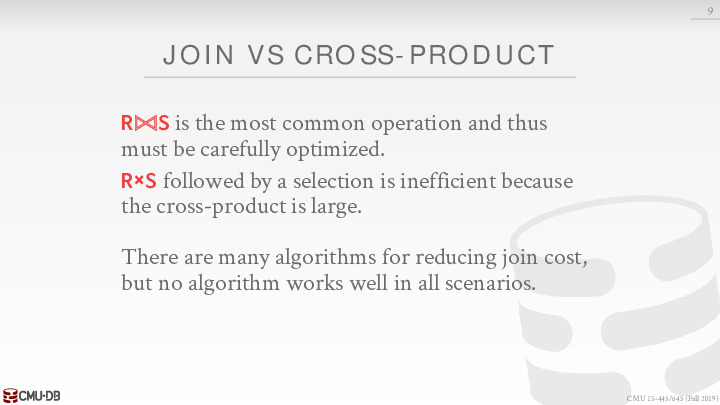 9
JOIN VS CROSS-PRODUCT
R⨝S is the most common operation and thus
must be carefully optimized.
R×S followed by a selection is inefficient because
the cross-product is large.
There are many algorithms for reducing join cost,
but no algorithm works well in all scenarios.
CMU·DB
CMU 15-445/645 (Fall 2019)